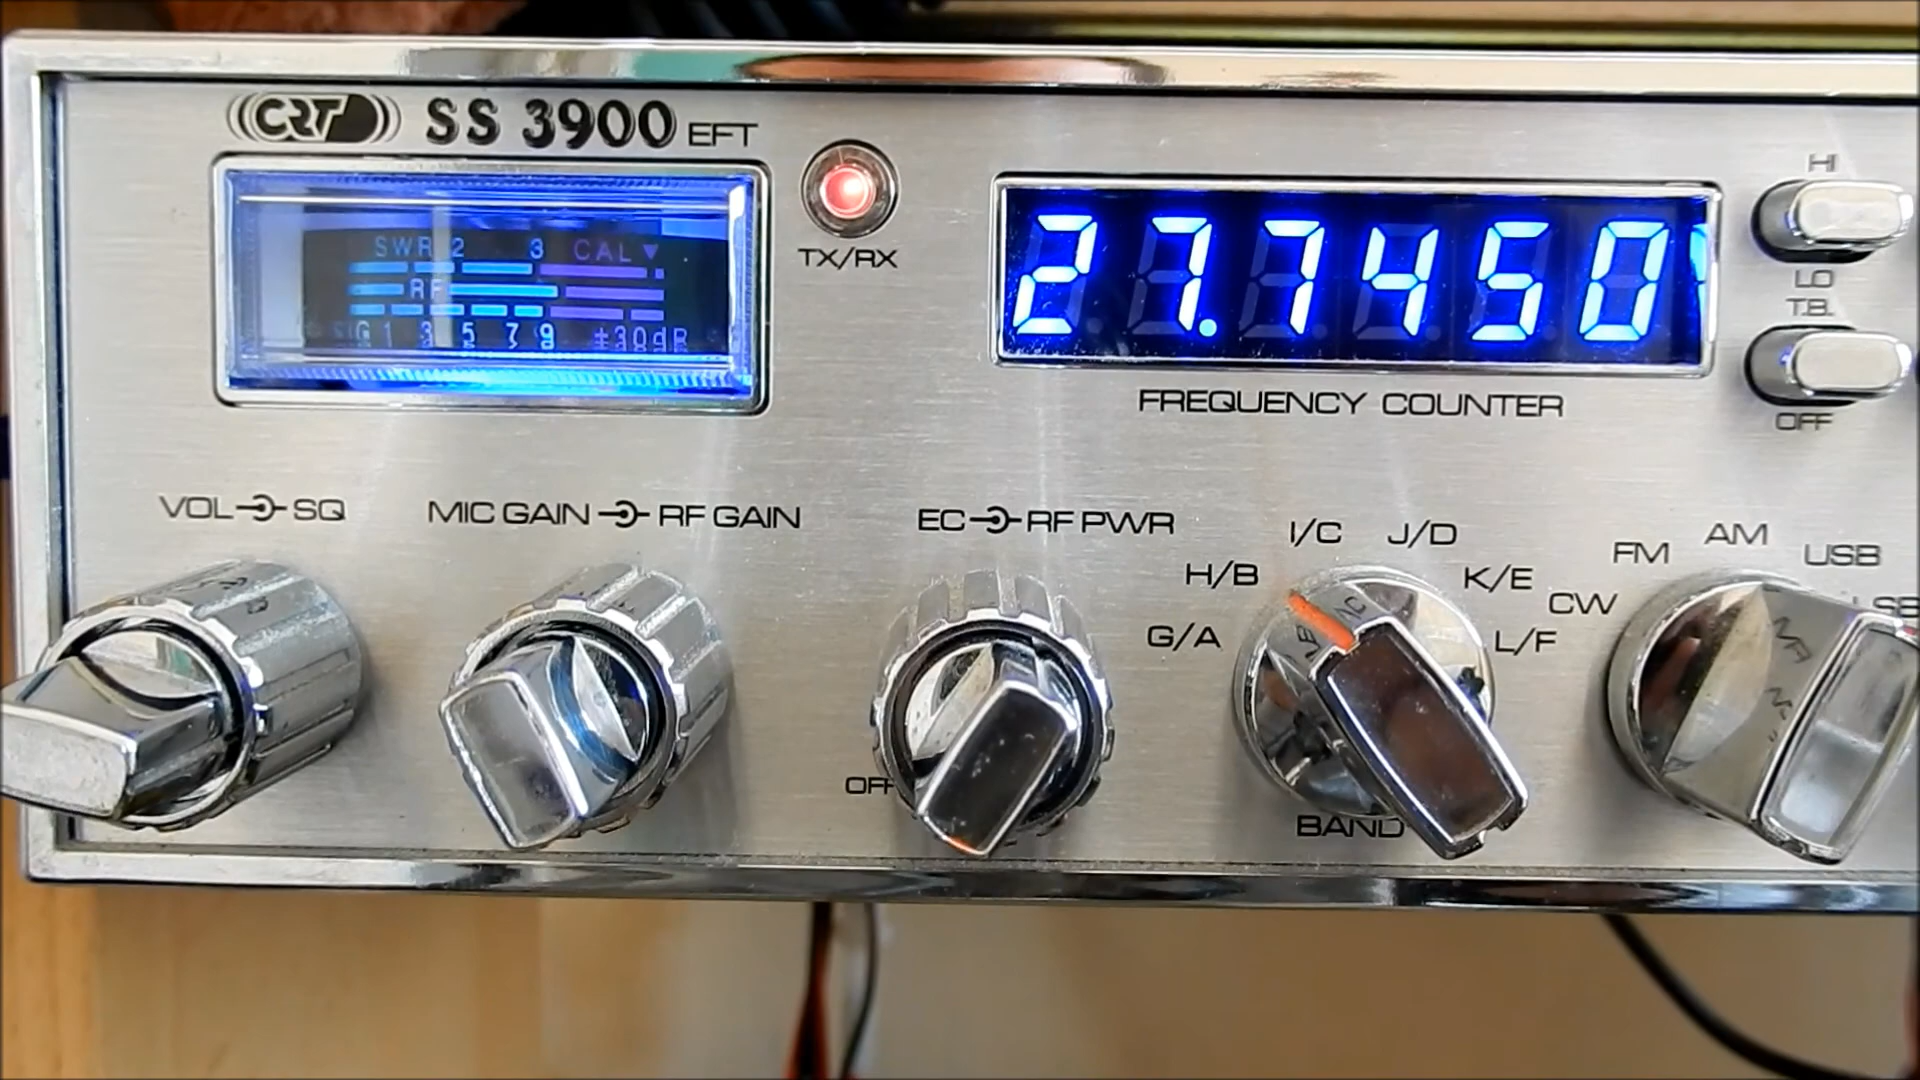 CRT SS 3900 EFT
TX/RX
SWR 2 3 CAL▼
RF
SIG 1 3 5 7 9 +30dB
27.7450
FREQUENCY COUNTER
HI
LO
T.B.
OFF
VOL SQ
MIC GAIN RF GAIN
EC RF PWR
OFF
G/A
H/B
I/C
J/D
K/E
L/F
BAND
CW
FM
AM
USB
LSB